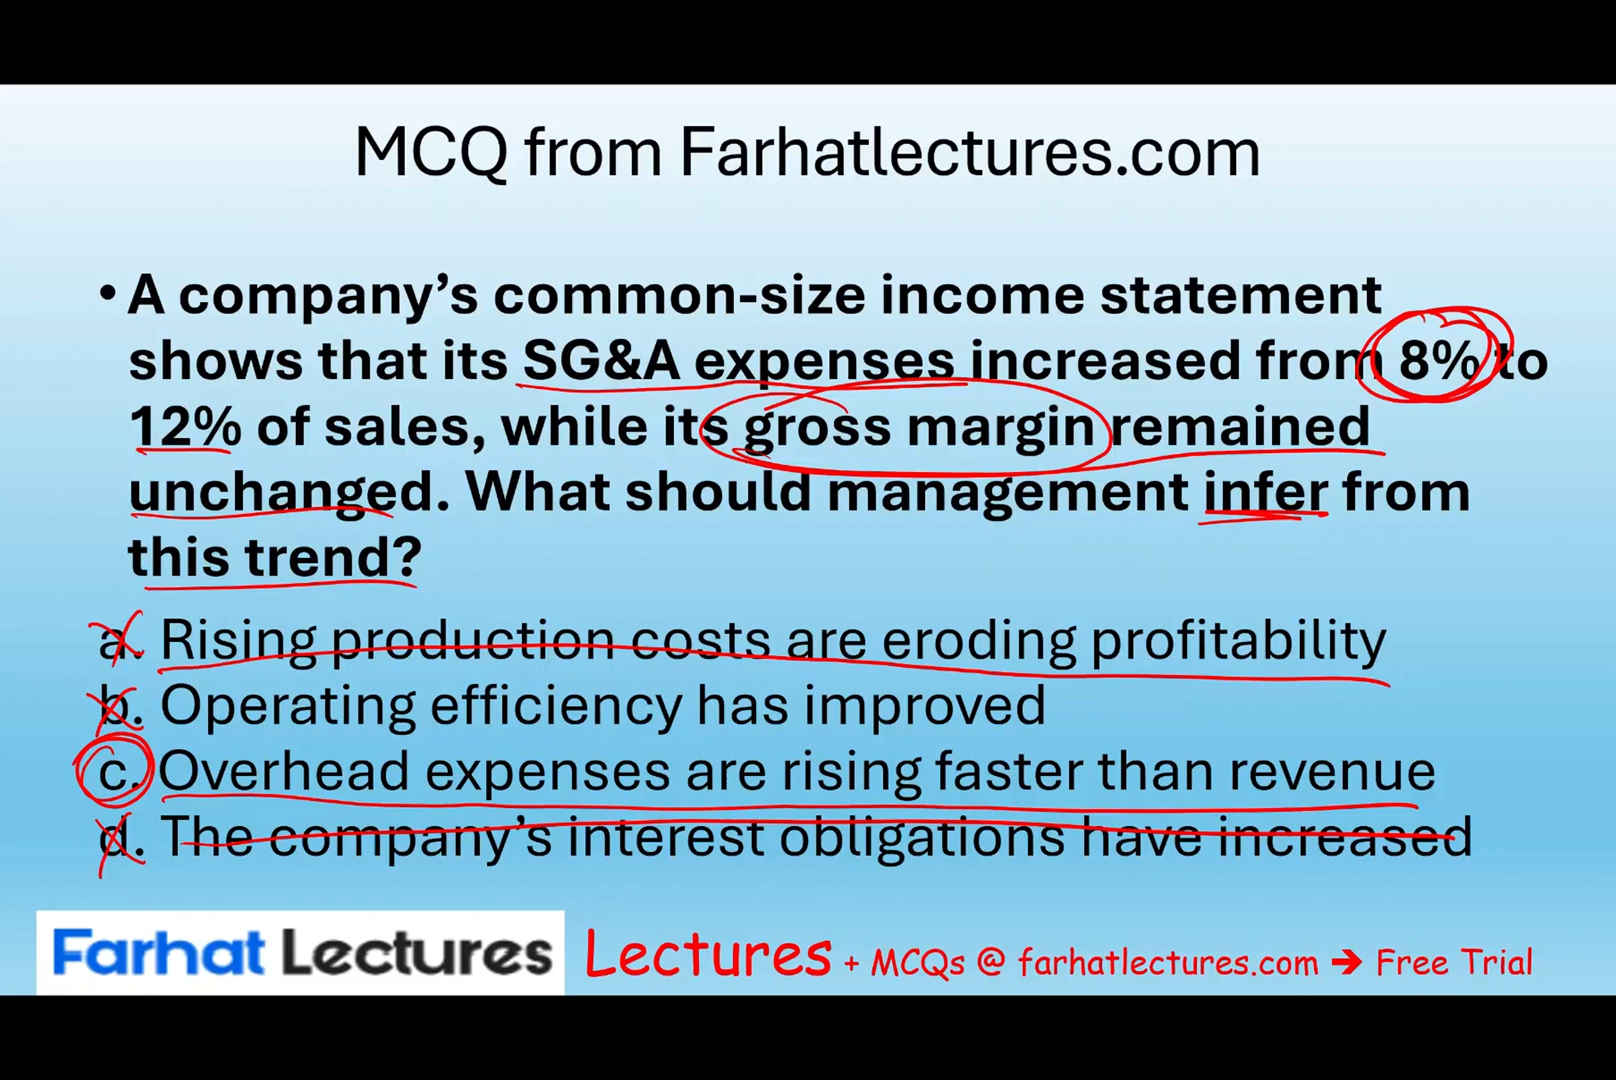 MCQ from Farhatlectures.com
• A company’s common-size income statement
shows that its SG&A expenses increased from 8% to
12% of sales, while its gross margin remained
unchanged. What should management infer from
this trend?
a. Rising production costs are eroding profitability
b. Operating efficiency has improved
c. Overhead expenses are rising faster than revenue
d. The company’s interest obligations have increased
Farhat Lectures Lectures + MCQs @ farhatlectures.com → Free Trial